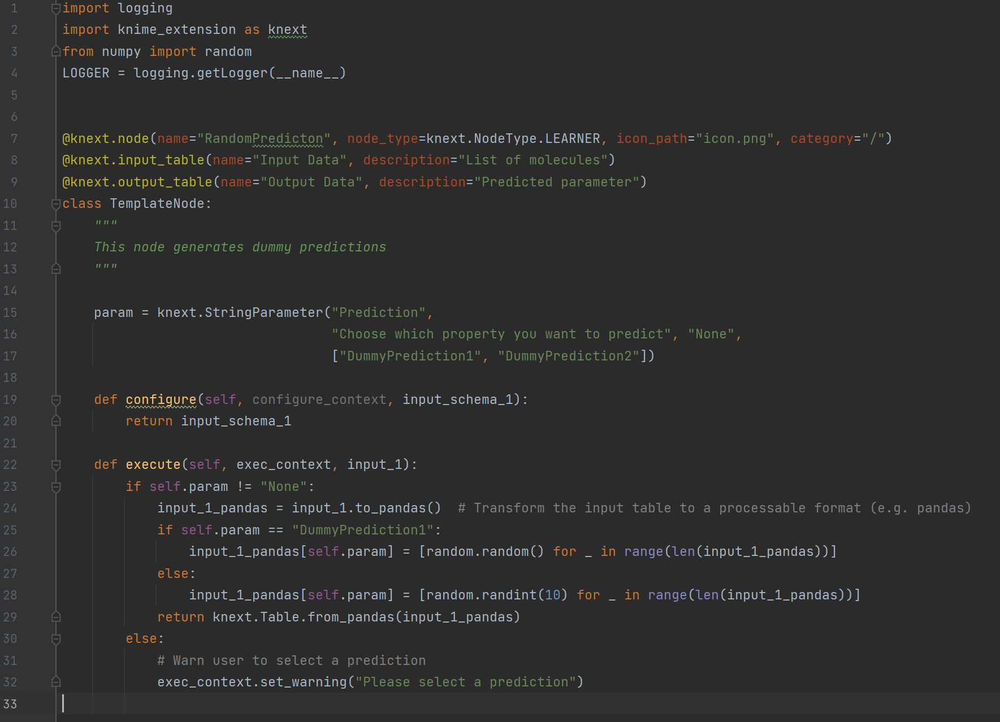 1 import logging
2 import knime_extension as knext
3 from numpy import random
4 LOGGER = logging.getLogger(__name__)
5
6
7 @knext.node(name="RandomPredicton", node_type=knext.NodeType.LEARNER, icon_path="icon.png", category="/")
8 @knext.input_table(name="Input Data", description="List of molecules")
9 @knext.output_table(name="Output Data", description="Predicted parameter")
10 class TemplateNode:
11     """
12     This node generates dummy predictions
13     """
14
15     param = knext.StringParameter("Prediction",
16                                   "Choose which property you want to predict", "None",
17                                   ["DummyPrediction1", "DummyPrediction2"])
18
19     def configure(self, configure_context, input_schema_1):
20         return input_schema_1
21
22     def execute(self, exec_context, input_1):
23         if self.param != "None":
24             input_1_pandas = input_1.to_pandas()  # Transform the input table to a processable format (e.g. pandas)
25             if self.param == "DummyPrediction1":
26                 input_1_pandas[self.param] = [random.random() for _ in range(len(input_1_pandas))]
27             else:
28                 input_1_pandas[self.param] = [random.randint(10) for _ in range(len(input_1_pandas))]
29             return knext.Table.from_pandas(input_1_pandas)
30         else:
31             # Warn user to select a prediction
32             exec_context.set_warning("Please select a prediction")
33